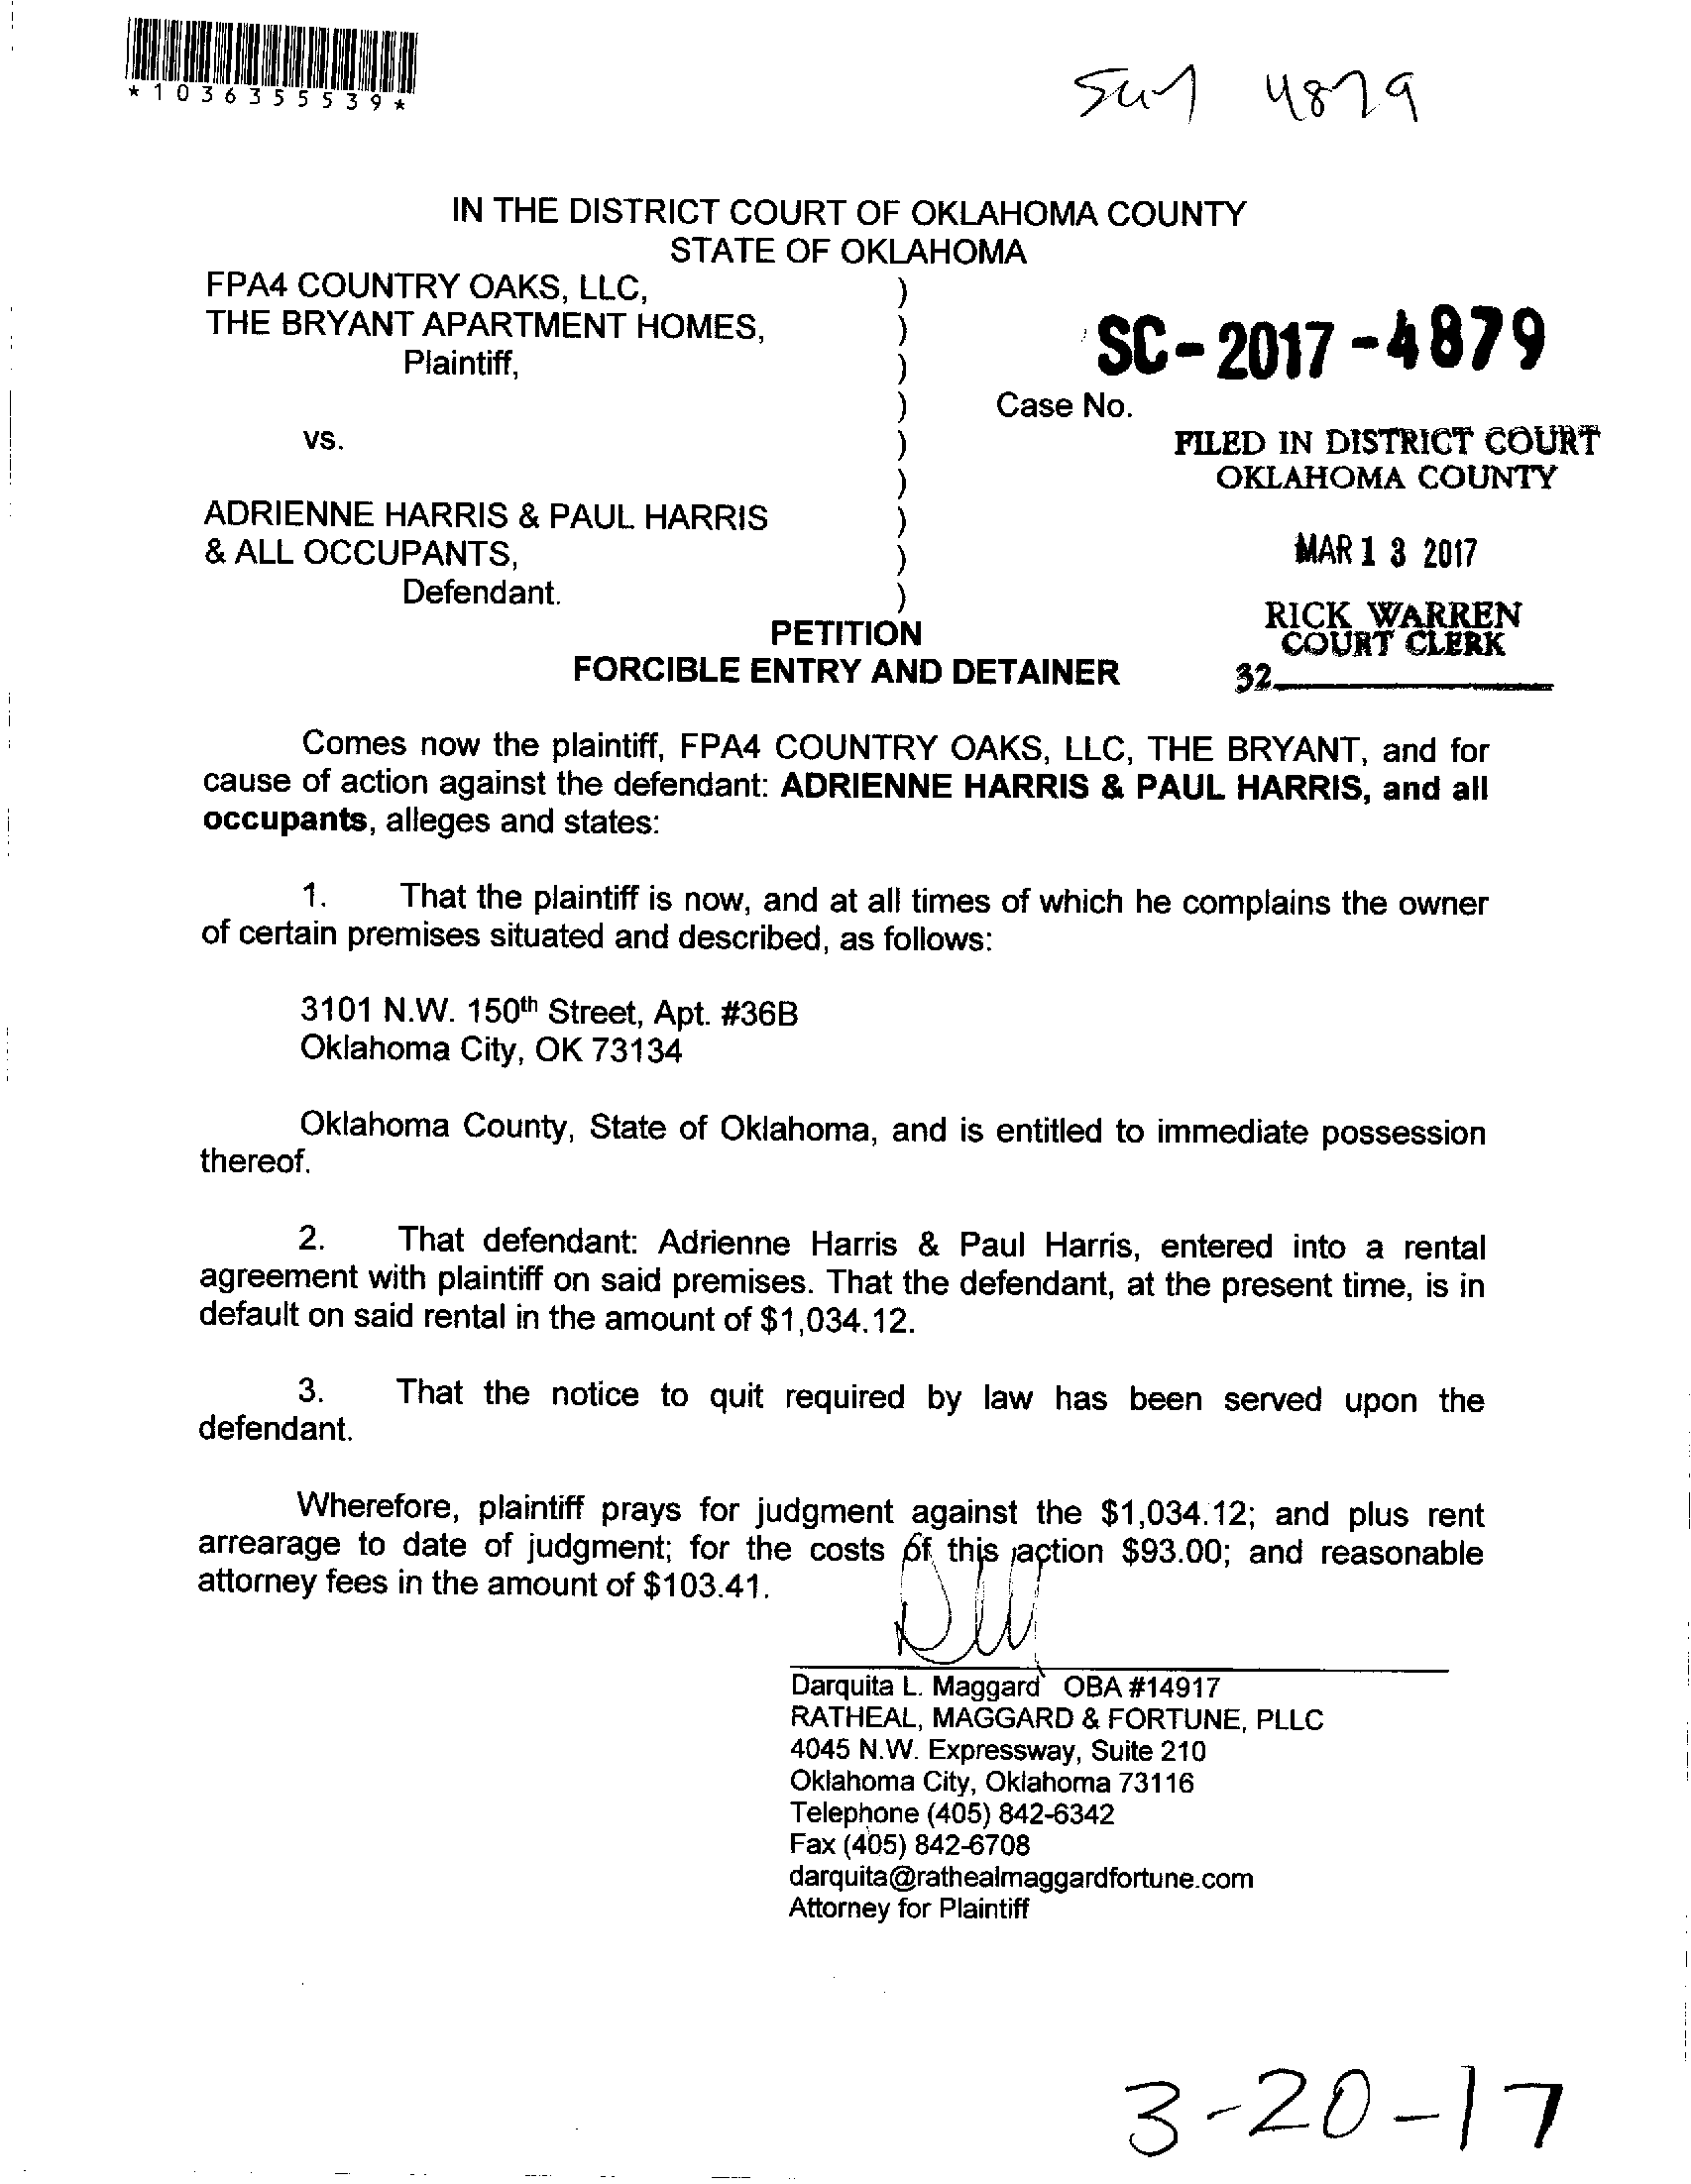 *1036355539*
4879
IN THE DISTRICT COURT OF OKLAHOMA COUNTY
STATE OF OKLAHOMA
FPA4 COUNTRY OAKS, LLC, )
THE BRYANT APARTMENT HOMES, )
Plaintiff, )
SC-2017-4879
) Case No.
vs. )
FILED IN DISTRICT COURT
OKLAHOMA COUNTY
)
ADRIENNE HARRIS & PAUL HARRIS )
& ALL OCCUPANTS, )
MAR 13 2017
Defendant. )
RICK WARREN
COURT CLERK
32
PETITION
FORCIBLE ENTRY AND DETAINER
Comes now the plaintiff, FPA4 COUNTRY OAKS, LLC, THE BRYANT, and for
cause of action against the defendant: ADRIENNE HARRIS & PAUL HARRIS, and all
occupants, alleges and states:
1. That the plaintiff is now, and at all times of which he complains the owner
of certain premises situated and described, as follows:
3101 N.W. 150th Street, Apt. #36B
Oklahoma City, OK 73134
Oklahoma County, State of Oklahoma, and is entitled to immediate possession
thereof.
2. That defendant: Adrienne Harris & Paul Harris, entered into a rental
agreement with plaintiff on said premises. That the defendant, at the present time, is in
default on said rental in the amount of $1,034.12.
3. That the notice to quit required by law has been served upon the
defendant.
Wherefore, plaintiff prays for judgment against the $1,034.12; and plus rent
arrearage to date of judgment; for the costs of this action $93.00; and reasonable
attorney fees in the amount of $103.41.
Darquita L. Maggard OBA #14917
RATHEAL, MAGGARD & FORTUNE, PLLC
4045 N.W. Expressway, Suite 210
Oklahoma City, Oklahoma 73116
Telephone (405) 842-6342
Fax (405) 842-6708
darquita@rathealmaggardfortune.com
Attorney for Plaintiff
3-20-17